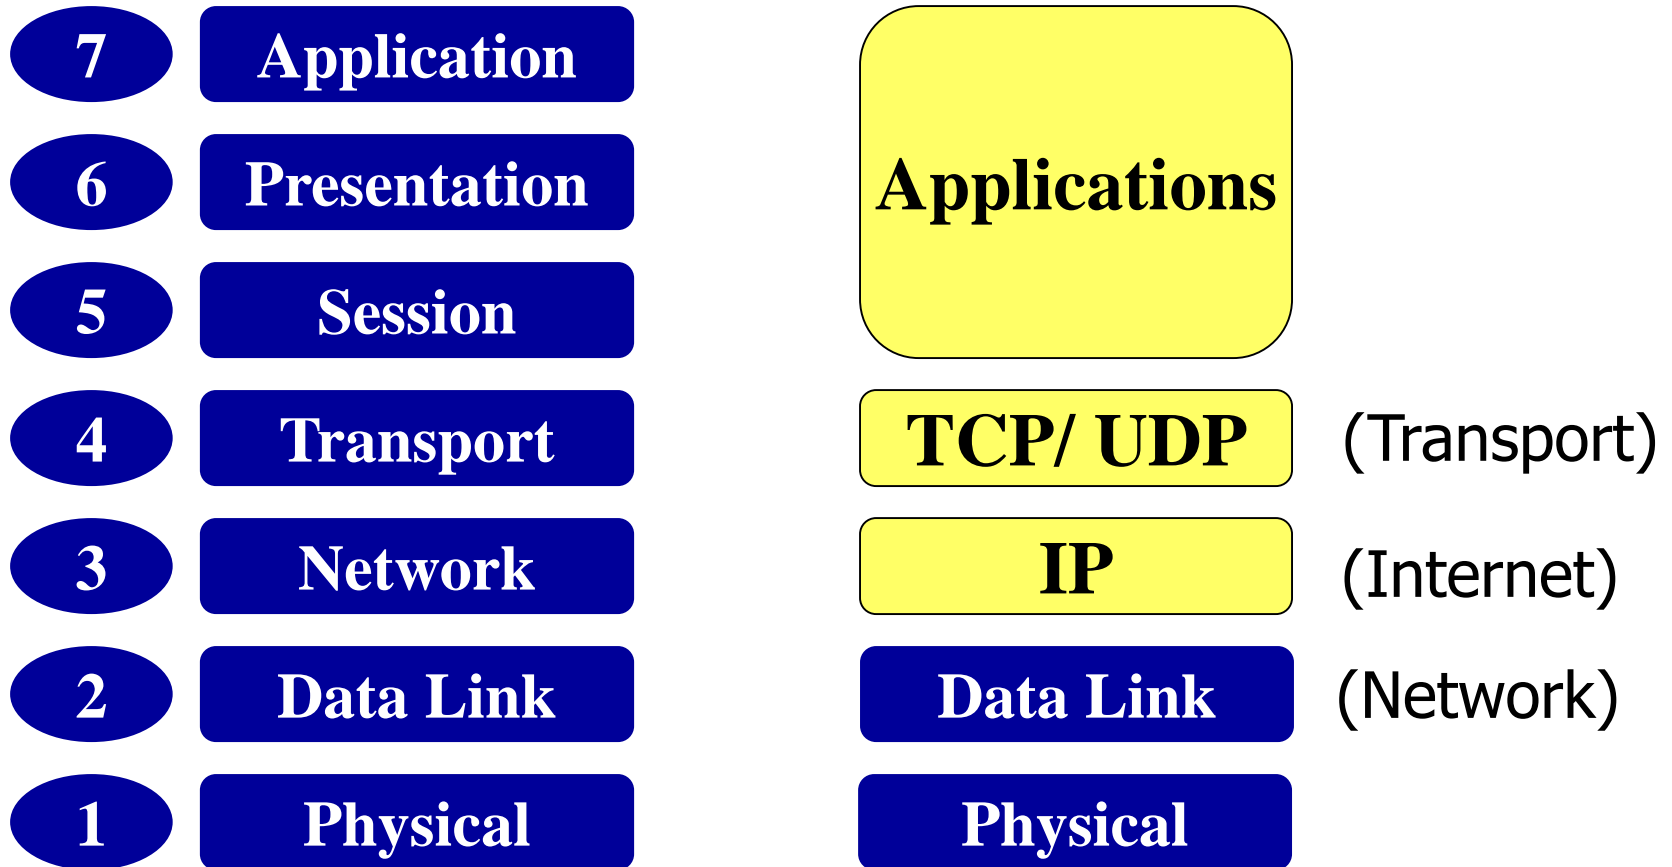 7 Application
6 Presentation Applications
5 Session
4 Transport TCP/ UDP (Transport)
3 Network IP (Internet)
2 Data Link Data Link (Network)
1 Physical Physical